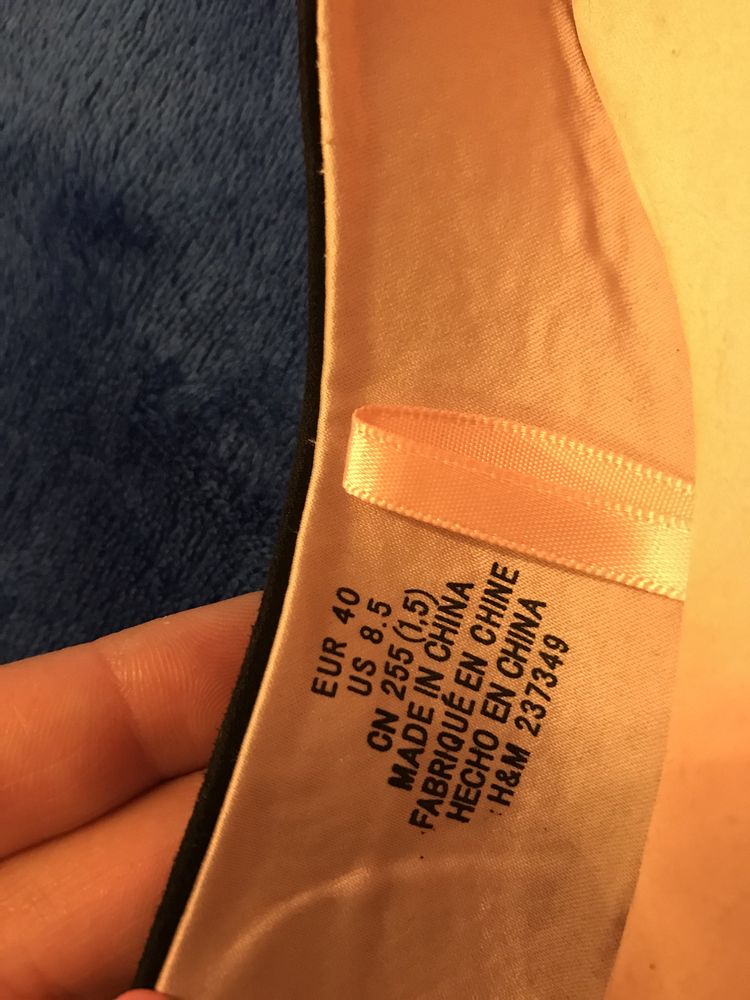 EUR 40
US 8.5
CN 255 (1,5)
MADE IN CHINA
FABRIQUÉ EN CHINE
HECHO EN CHINA
H&M 237349